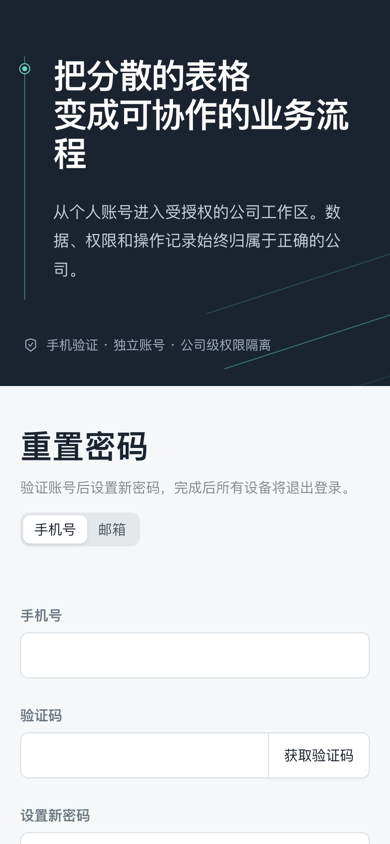 把分散的表格
变成可协作的业务流
程
从个人账号进入受授权的公司工作区。数
据、权限和操作记录始终归属于正确的公
司。
手机验证 · 独立账号 · 公司级权限隔离
重置密码
验证账号后设置新密码，完成后所有设备将退出登录。
手机号 邮箱
手机号
验证码
获取验证码
设置新密码